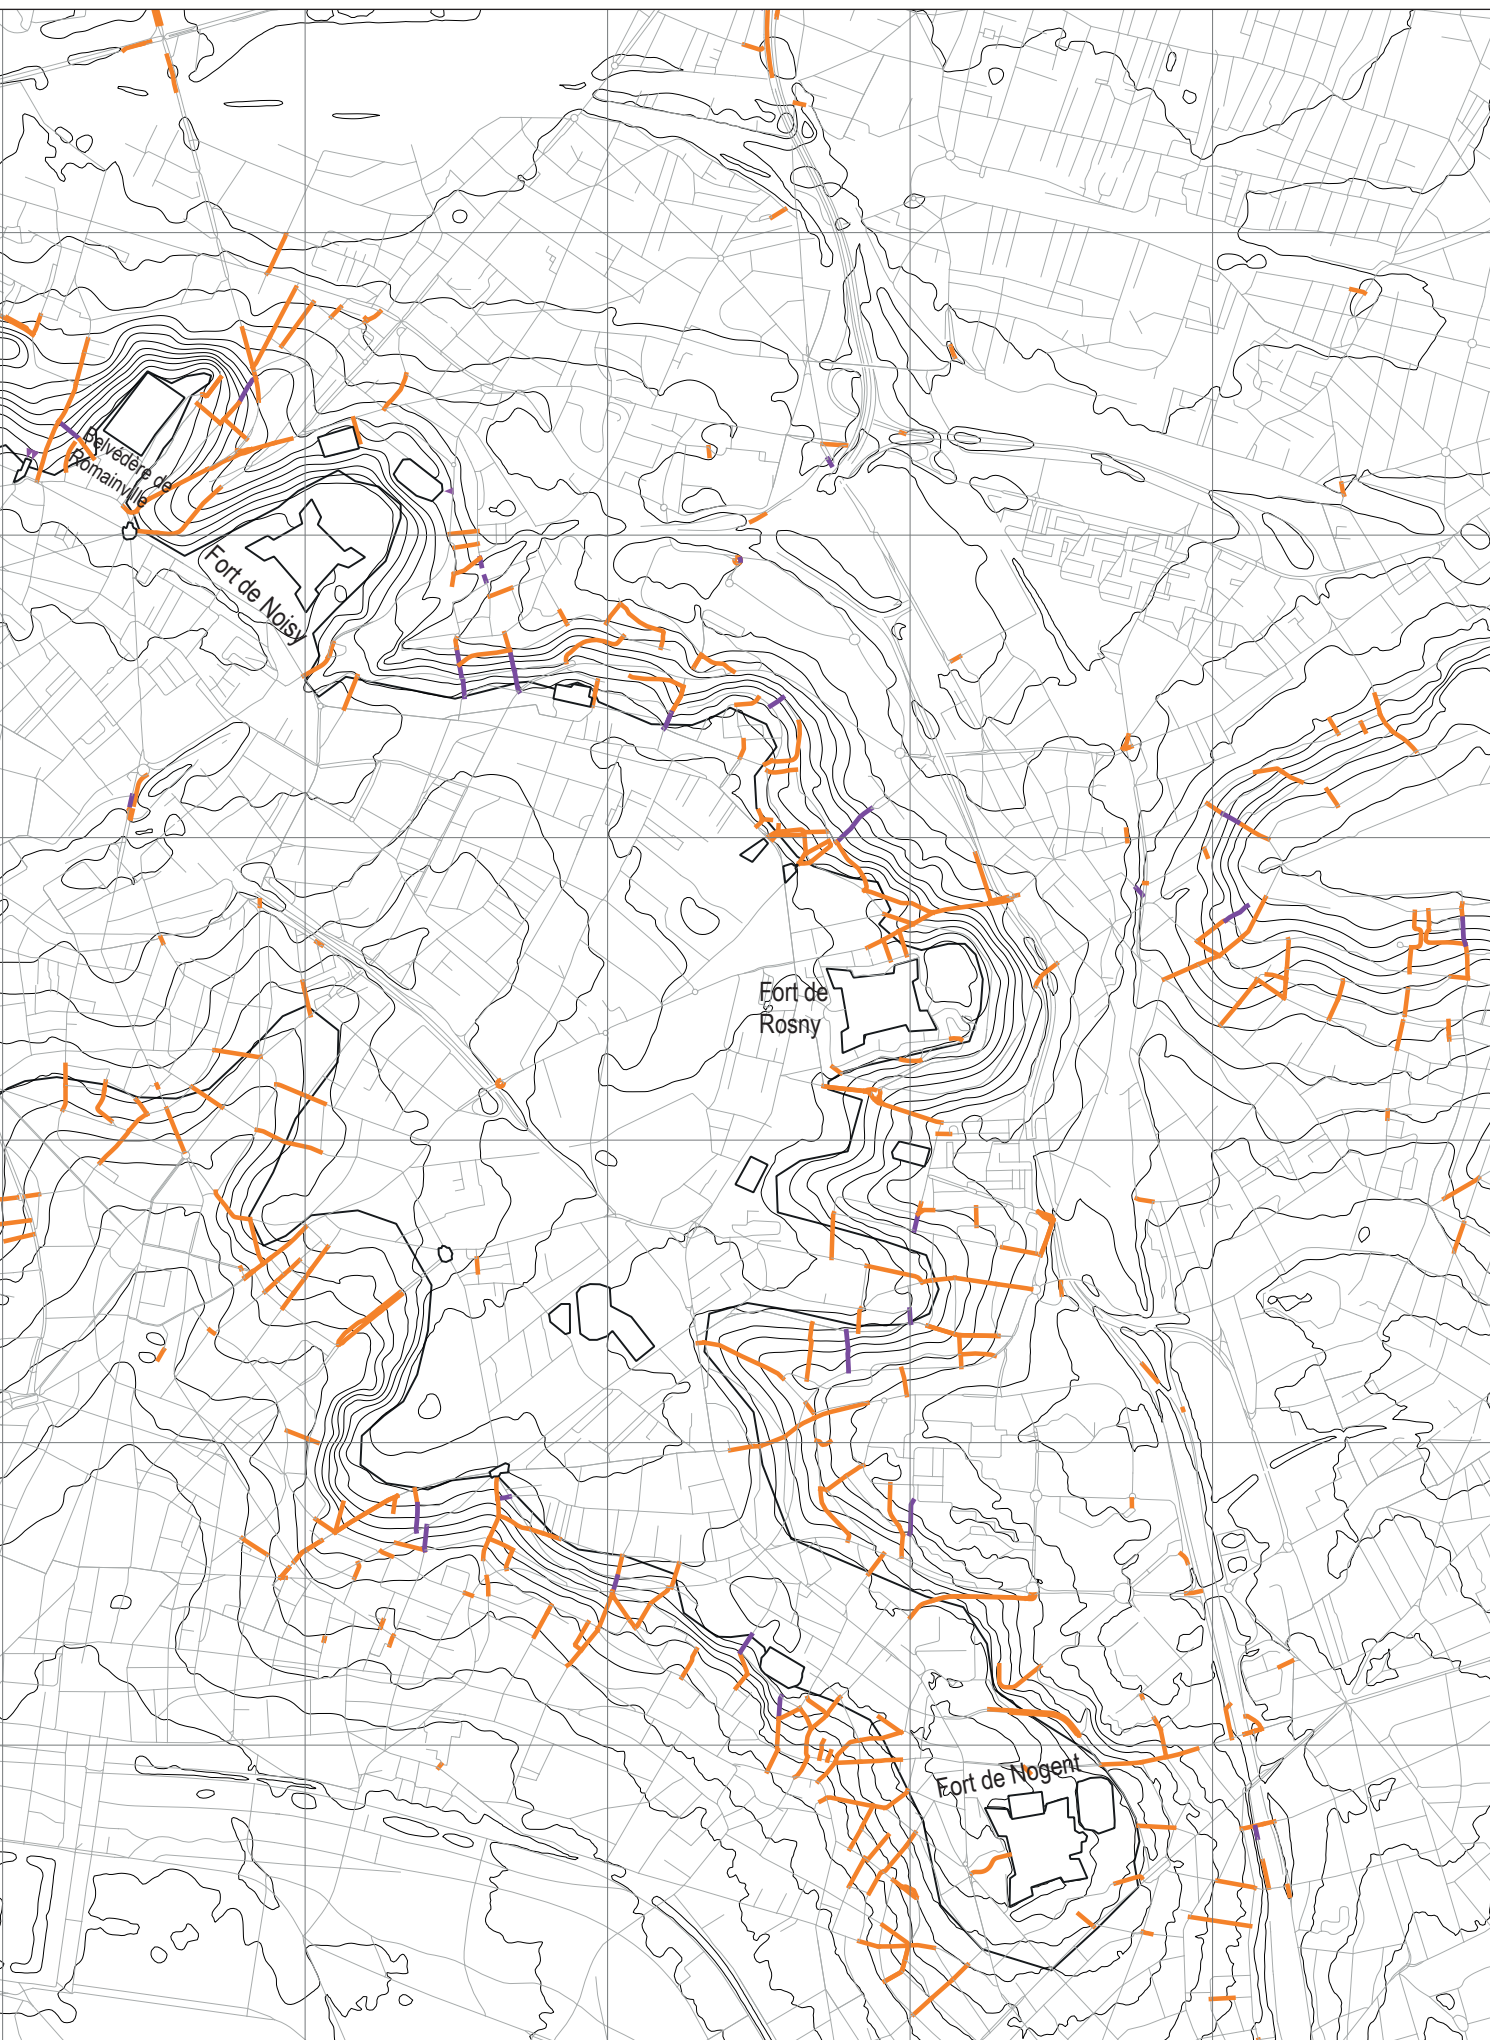 Belvédère de
Romainville
Fort de Noisy
Fort de
Rosny
Fort de Nogent